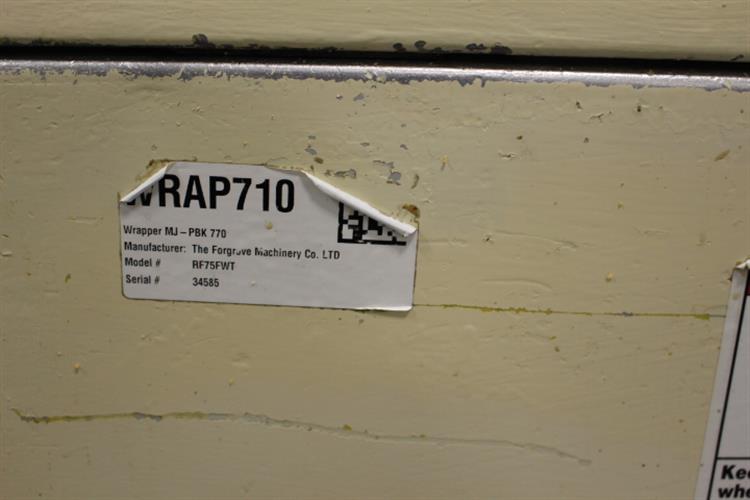 WRAP710
Wrapper MJ - PBK 770
Manufacturer: The Forgrove Machinery Co. LTD
Model # RF75FWT
Serial # 34585